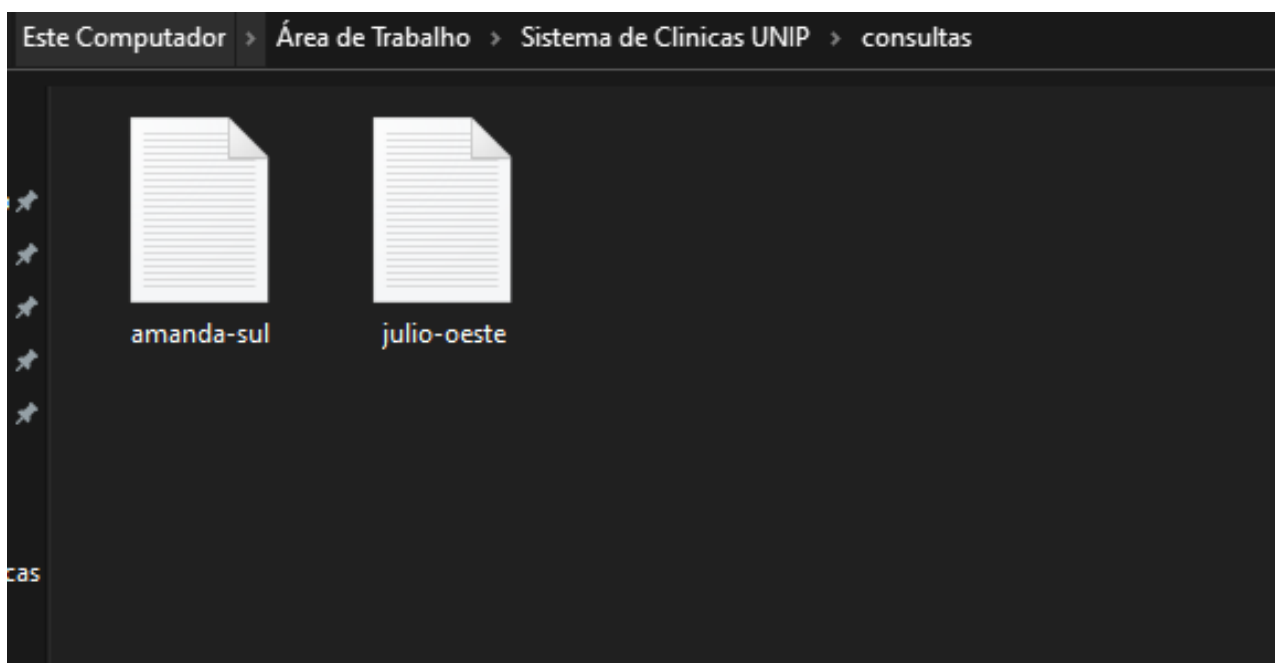 Este Computador > Área de Trabalho > Sistema de Clinicas UNIP > consultas
amanda-sul julio-oeste
cas